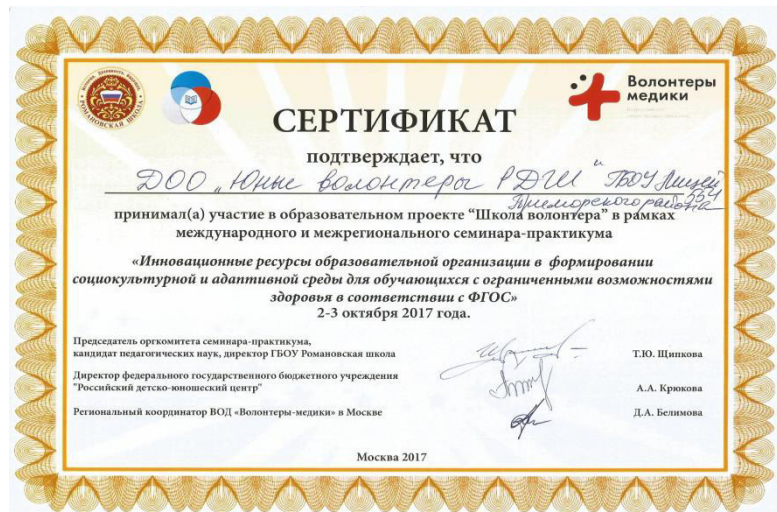 Волонтеры
медики
РОМАНОВСКАЯ ШКОЛА
СЕРТИФИКАТ
подтверждает, что
ДОО "Юные волонтеры РДШ" ГБОУ Лицей 554
Приморского района
принимал(а) участие в образовательном проекте "Школа волонтера" в рамках
международного и межрегионального семинара-практикума
«Инновационные ресурсы образовательной организации в формировании
социокультурной и адаптивной среды для обучающихся с ограниченными возможностями
здоровья в соответствии с ФГОС»
2-3 октября 2017 года.
Председатель оргкомитета семинара-практикума,
кандидат педагогических наук, директор ГБОУ Романовская школа
Т.Ю. Щипкова
Директор федерального государственного бюджетного учреждения
"Российский детско-юношеский центр"
А.А. Крюкова
Региональный координатор ВОД «Волонтеры-медики» в Москве
Д.А. Белимова
Москва 2017